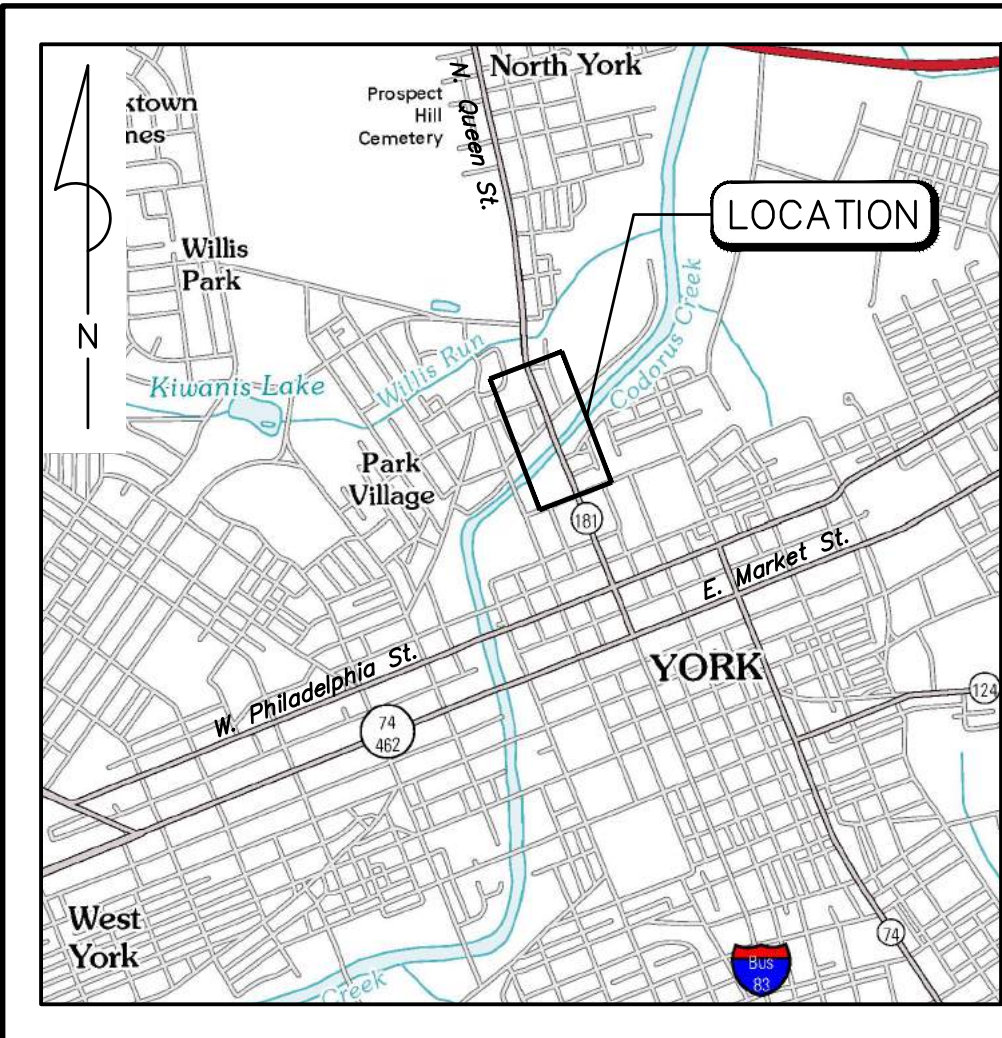 North York
Prospect
Hill
Cemetery
N. Queen St.
ktown
nes
LOCATION
Willis
Park
N
Willis Run
Codorus Creek
Kiwanis Lake
Park
Village
181
E. Market St.
W. Philadelphia St.
YORK
124
74
462
West
York
74
Bus
83
Creek